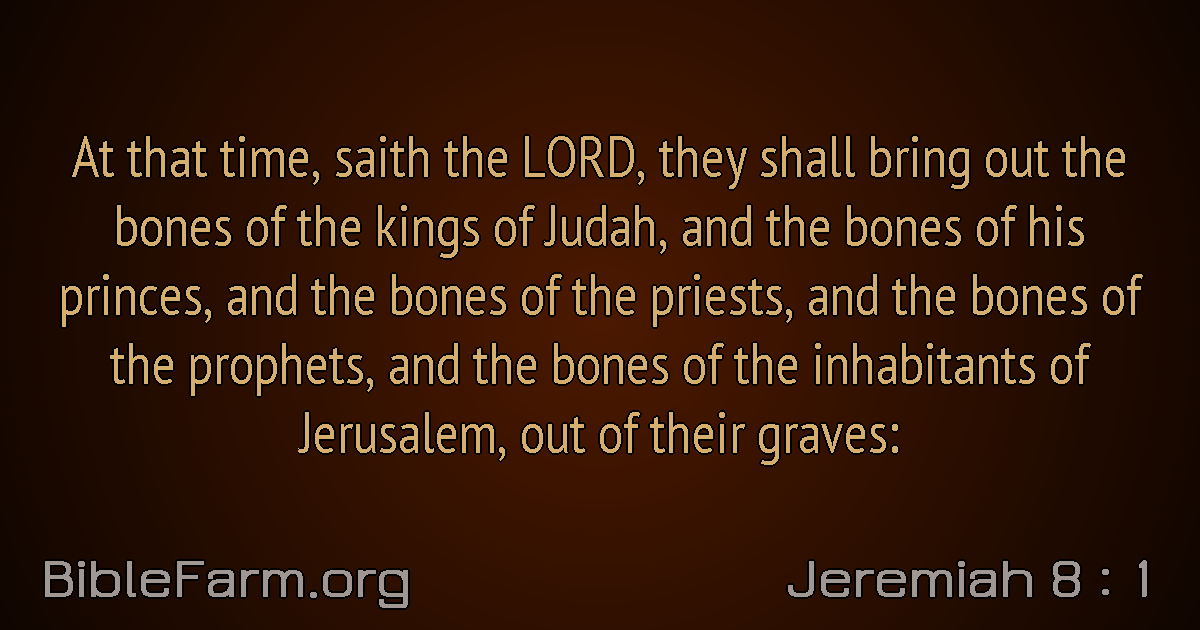 At that time, saith the LORD, they shall bring out the
bones of the kings of Judah, and the bones of his
princes, and the bones of the priests, and the bones of
the prophets, and the bones of the inhabitants of
Jerusalem, out of their graves:
BibleFarm.org
Jeremiah 8 : 1